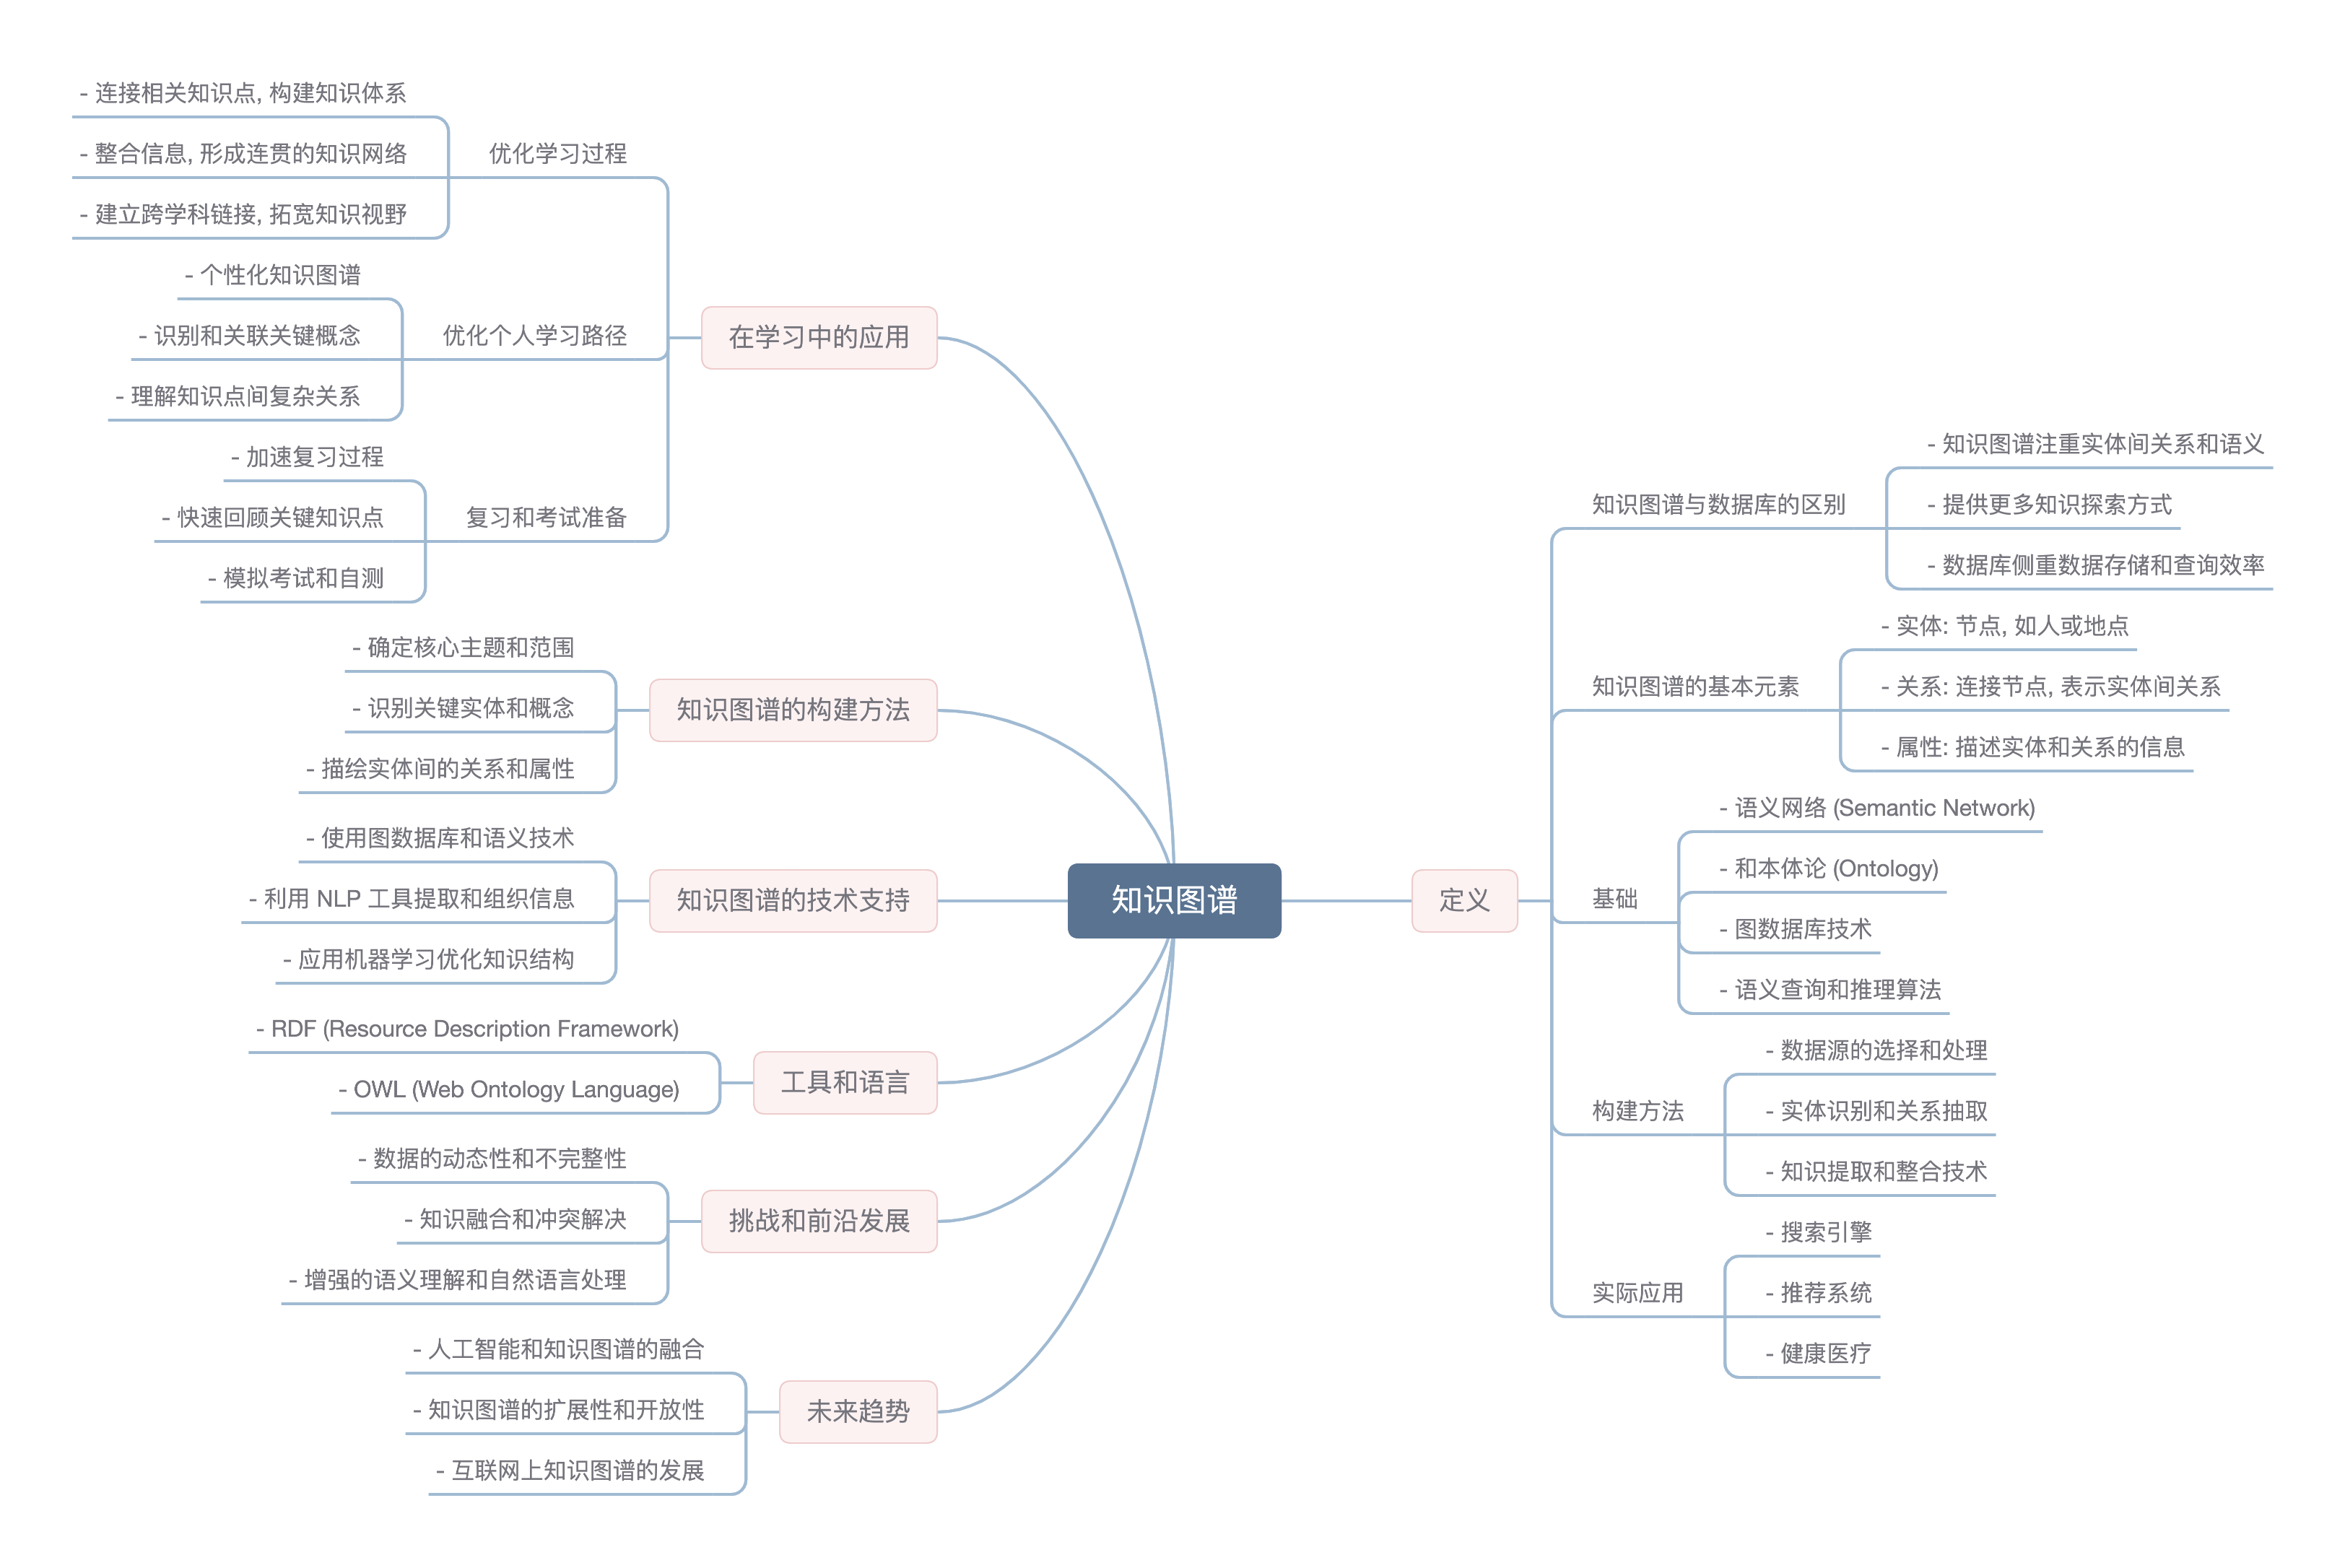 知识图谱
定义
知识图谱与数据库的区别
- 知识图谱注重实体间关系和语义
- 提供更多知识探索方式
- 数据库侧重数据存储和查询效率
知识图谱的基本元素
- 实体: 节点, 如人或地点
- 关系: 连接节点, 表示实体间关系
- 属性: 描述实体和关系的信息
基础
- 语义网络 (Semantic Network)
- 和本体论 (Ontology)
- 图数据库技术
- 语义查询和推理算法
构建方法
- 数据源的选择和处理
- 实体识别和关系抽取
- 知识提取和整合技术
实际应用
- 搜索引擎
- 推荐系统
- 健康医疗
在学习中的应用
优化学习过程
- 连接相关知识点, 构建知识体系
- 整合信息, 形成连贯的知识网络
- 建立跨学科链接, 拓宽知识视野
优化个人学习路径
- 个性化知识图谱
- 识别和关联关键概念
- 理解知识点间复杂关系
复习和考试准备
- 加速复习过程
- 快速回顾关键知识点
- 模拟考试和自测
知识图谱的构建方法
- 确定核心主题和范围
- 识别关键实体和概念
- 描绘实体间的关系和属性
知识图谱的技术支持
- 使用图数据库和语义技术
- 利用 NLP 工具提取和组织信息
- 应用机器学习优化知识结构
工具和语言
- RDF (Resource Description Framework)
- OWL (Web Ontology Language)
挑战和前沿发展
- 数据的动态性和不完整性
- 知识融合和冲突解决
- 增强的语义理解和自然语言处理
未来趋势
- 人工智能和知识图谱的融合
- 知识图谱的扩展性和开放性
- 互联网上知识图谱的发展